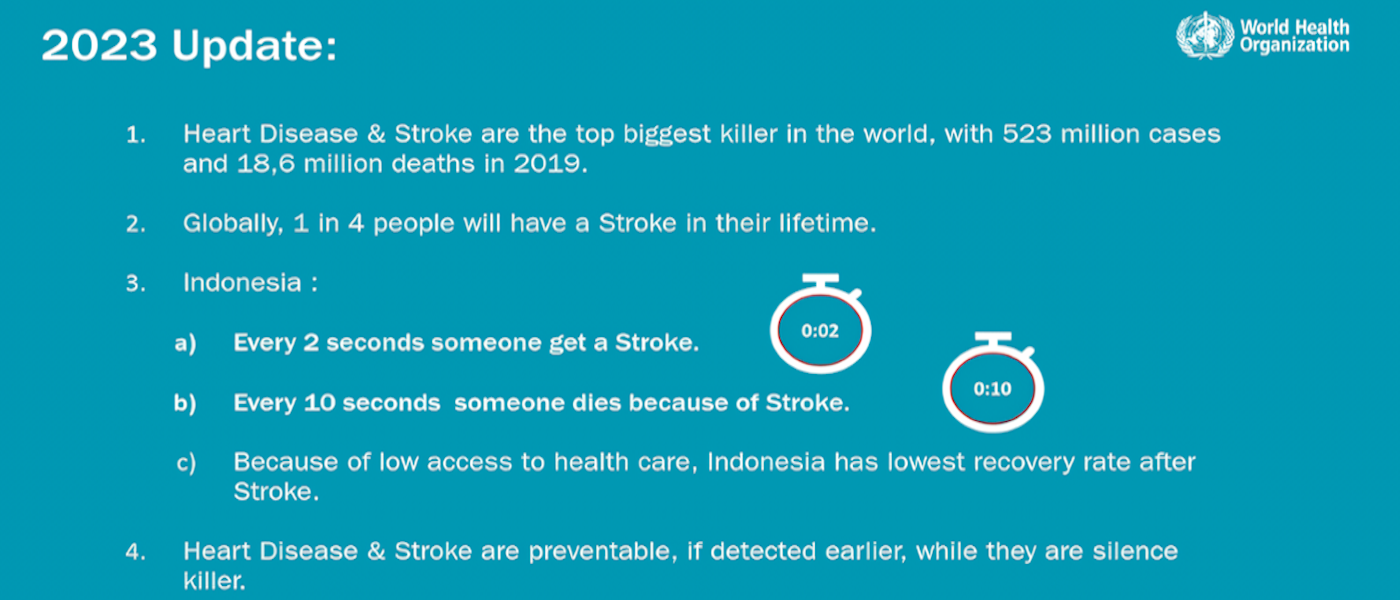 2023 Update:
World Health
Organization
1. Heart Disease & Stroke are the top biggest killer in the world, with 523 million cases
and 18,6 million deaths in 2019.
2. Globally, 1 in 4 people will have a Stroke in their lifetime.
3. Indonesia :
a) Every 2 seconds someone get a Stroke.
0:02
b) Every 10 seconds  someone dies because of Stroke.
0:10
c) Because of low access to health care, Indonesia has lowest recovery rate after
Stroke.
4. Heart Disease & Stroke are preventable, if detected earlier, while they are silence
killer.